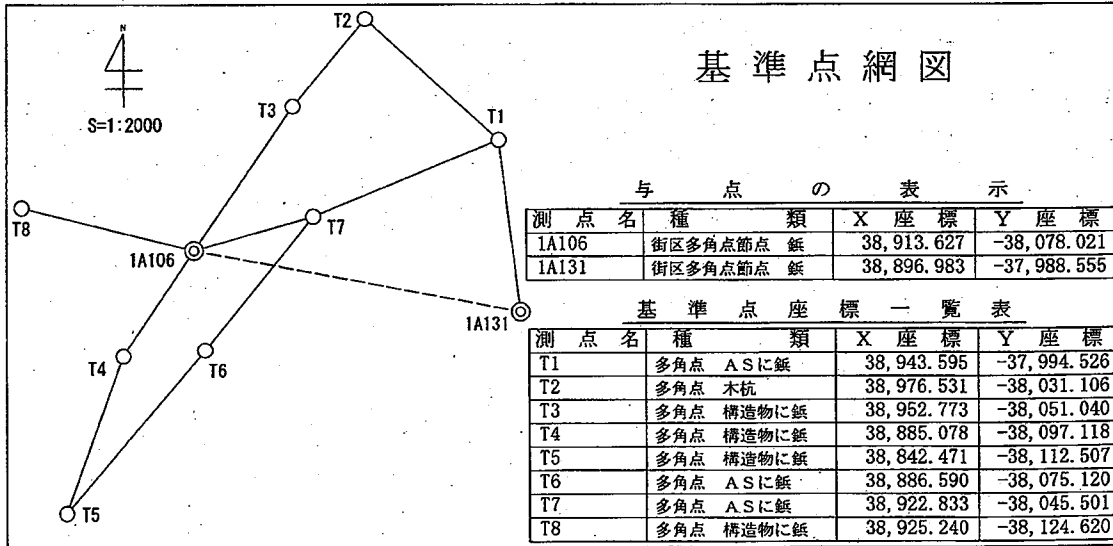 基準点網図
N
S=1:2000
T2
T3
T1
T8
T7
1A106
1A131
T4
T6
T5
与点の表示
測点名 種類 X座標 Y座標
1A106 街区多角点節点 鋲 38,913.627 -38,078.021
1A131 街区多角点節点 鋲 38,896.983 -37,988.555
基準点座標一覧表
測点名 種類 X座標 Y座標
T1 多角点 ASに鋲 38,943.595 -37,994.526
T2 多角点 木杭 38,976.531 -38,031.106
T3 多角点 構造物に鋲 38,952.773 -38,051.040
T4 多角点 構造物に鋲 38,885.078 -38,097.118
T5 多角点 構造物に鋲 38,842.471 -38,112.507
T6 多角点 ASに鋲 38,886.590 -38,075.120
T7 多角点 ASに鋲 38,922.833 -38,045.501
T8 多角点 構造物に鋲 38,925.240 -38,124.620